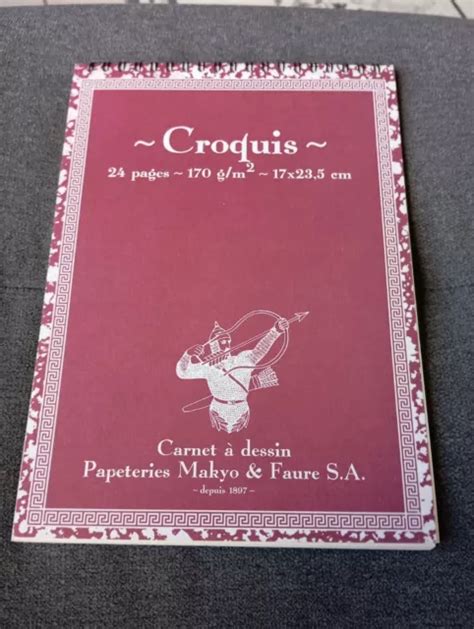 ~ Croquis ~
24 pages ~ 170 g/m² ~ 17x23,5 cm
Carnet à dessin
Papeteries Makyo & Faure S.A.
~ depuis 1897 ~